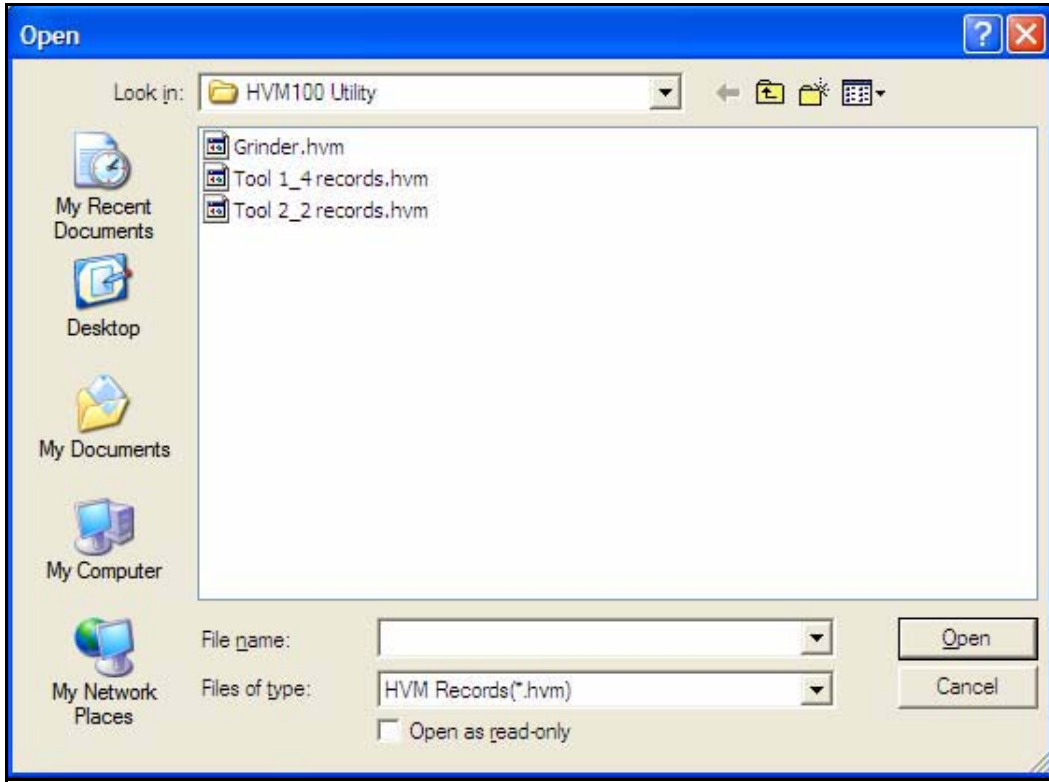 Open
Look in: HVM100 Utility
Grinder.hvm
Tool 1_4 records.hvm
Tool 2_2 records.hvm
My Recent
Documents
Desktop
My Documents
My Computer
My Network
Places
File name:
Open
Files of type: HVM Records(*.hvm)
Cancel
Open as read-only